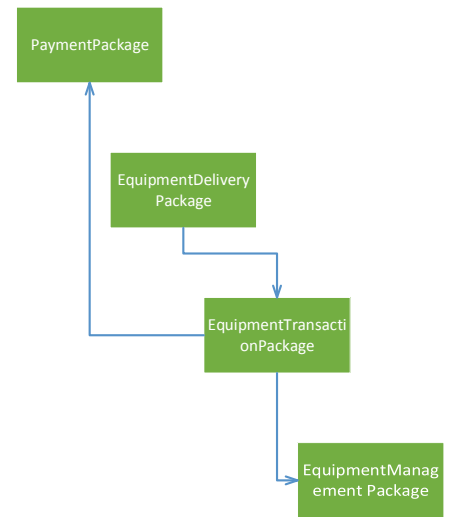 PaymentPackage
EquipmentDelivery
Package
EquipmentTransacti
onPackage
EquipmentManag
ement Package